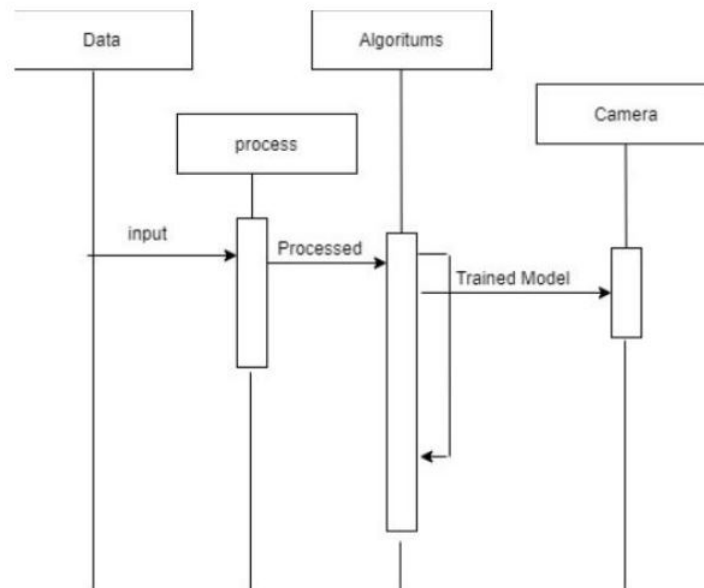 Data
Algoritums
Camera
process
input
Processed
Trained Model